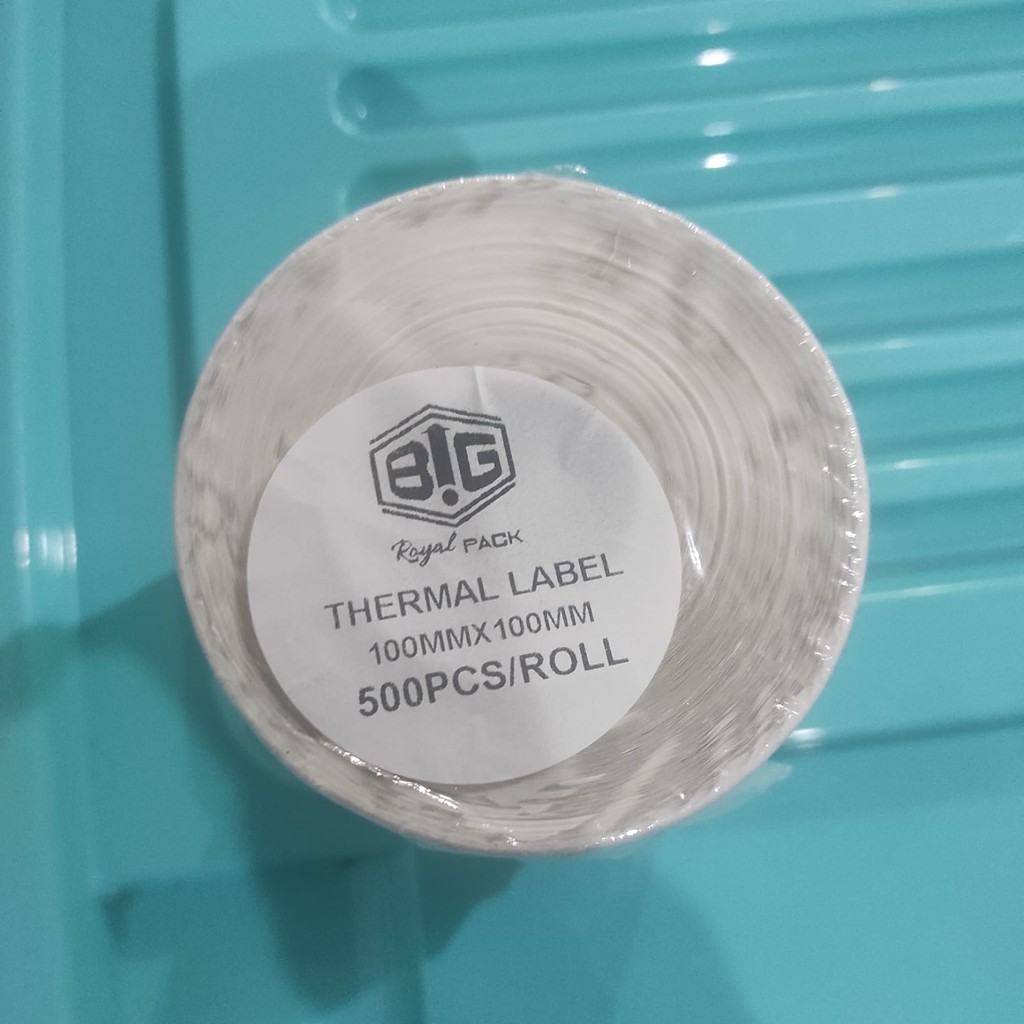 B!G
Royal PACK
THERMAL LABEL
100MMX100MM
500PCS/ROLL